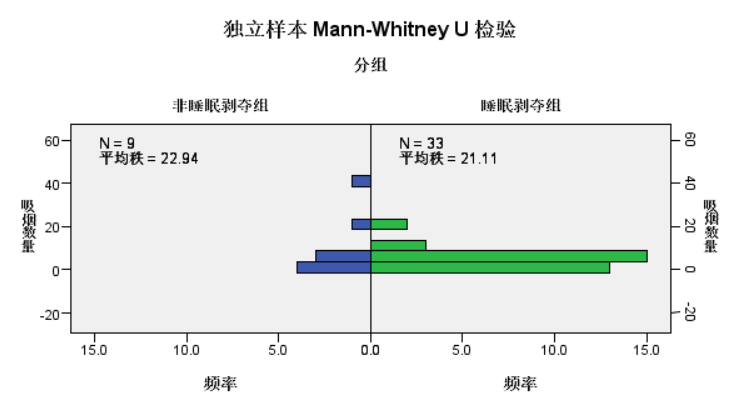 独立样本 Mann-Whitney U 检验
分组
非睡眠剥夺组 睡眠剥夺组
N = 9 N = 33
平均秩 = 22.94 平均秩 = 21.11
60 60
40 40
20 20
0 0
-20 -20
吸烟数量 吸烟数量
15.0 10.0 5.0 0.0 5.0 10.0 15.0
频率 频率